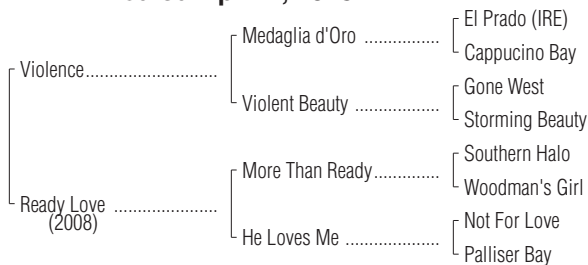 El Prado (IRE)
Medaglia d'Oro
Cappucino Bay
Violence
Gone West
Violent Beauty
Storming Beauty
Southern Halo
More Than Ready
Woodman's Girl
Ready Love
(2008)
Not For Love
He Loves Me
Palliser Bay